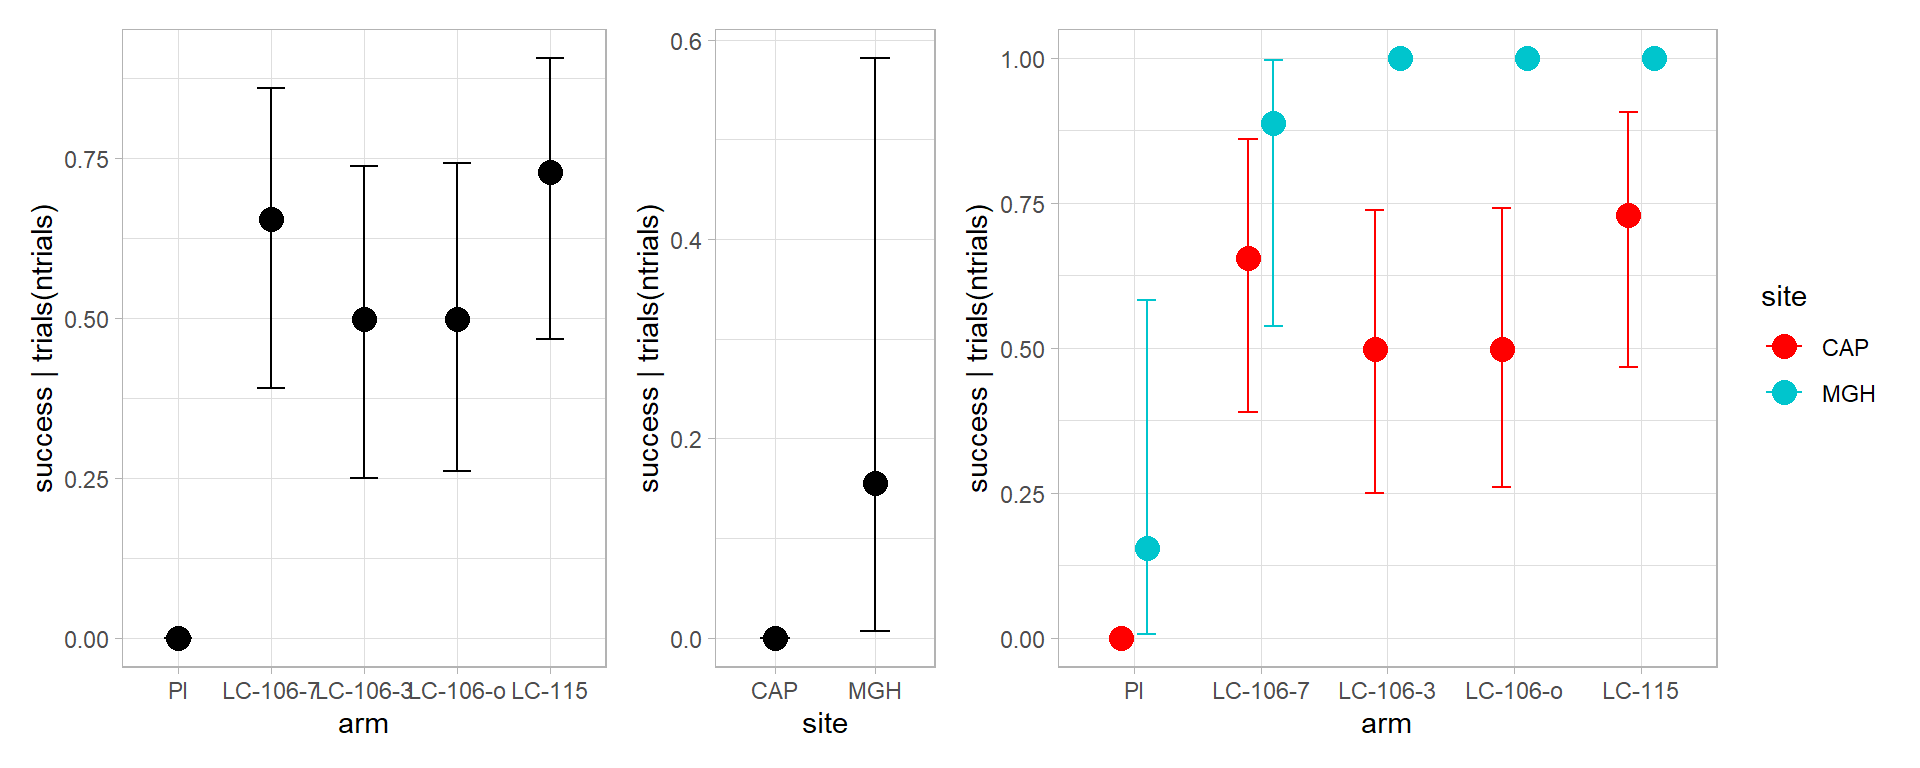 success | trials(ntrials)
0.75
0.50
0.25
0.00
PI LC-106-7 LC-106-3 LC-106-o LC-115
arm
success | trials(ntrials)
0.6
0.4
0.2
0.0
CAP MGH
site
success | trials(ntrials)
1.00
0.75
0.50
0.25
0.00
PI LC-106-7 LC-106-3 LC-106-o LC-115
arm
site
CAP
MGH